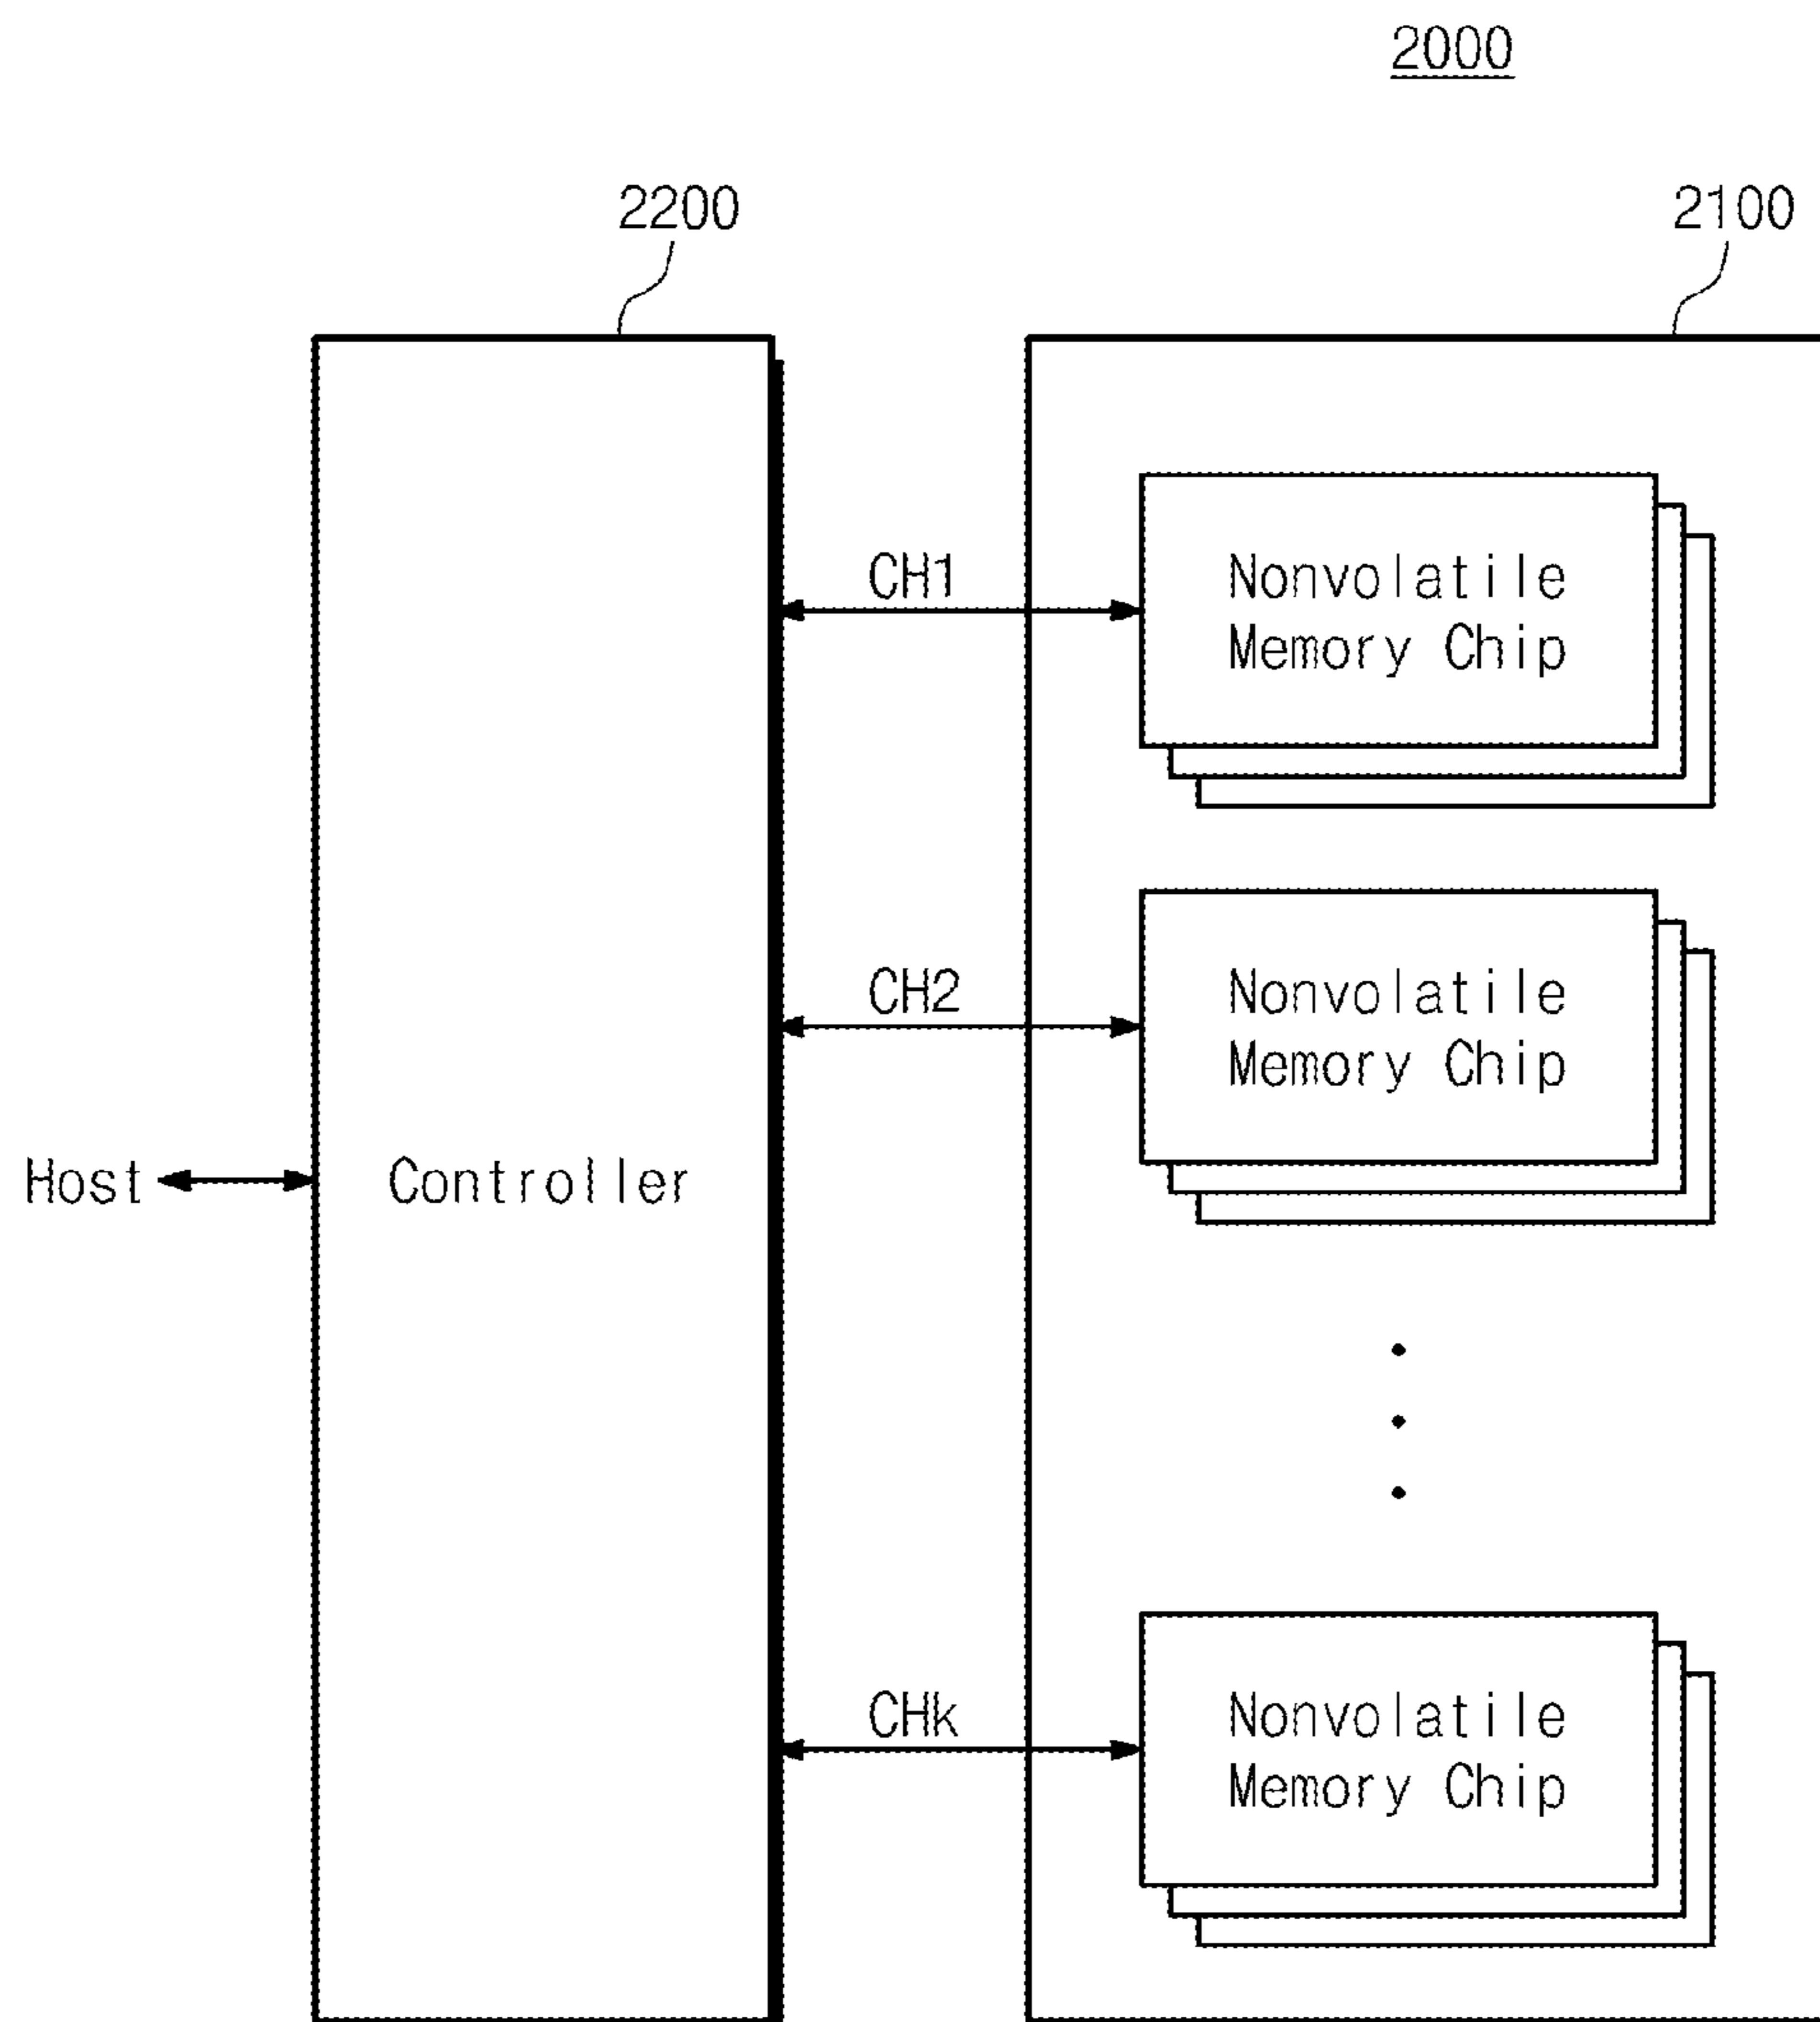 2000
2200
2100
CH1
Nonvolatile
Memory Chip
CH2
Nonvolatile
Memory Chip
Host
Controller
CHk
Nonvolatile
Memory Chip